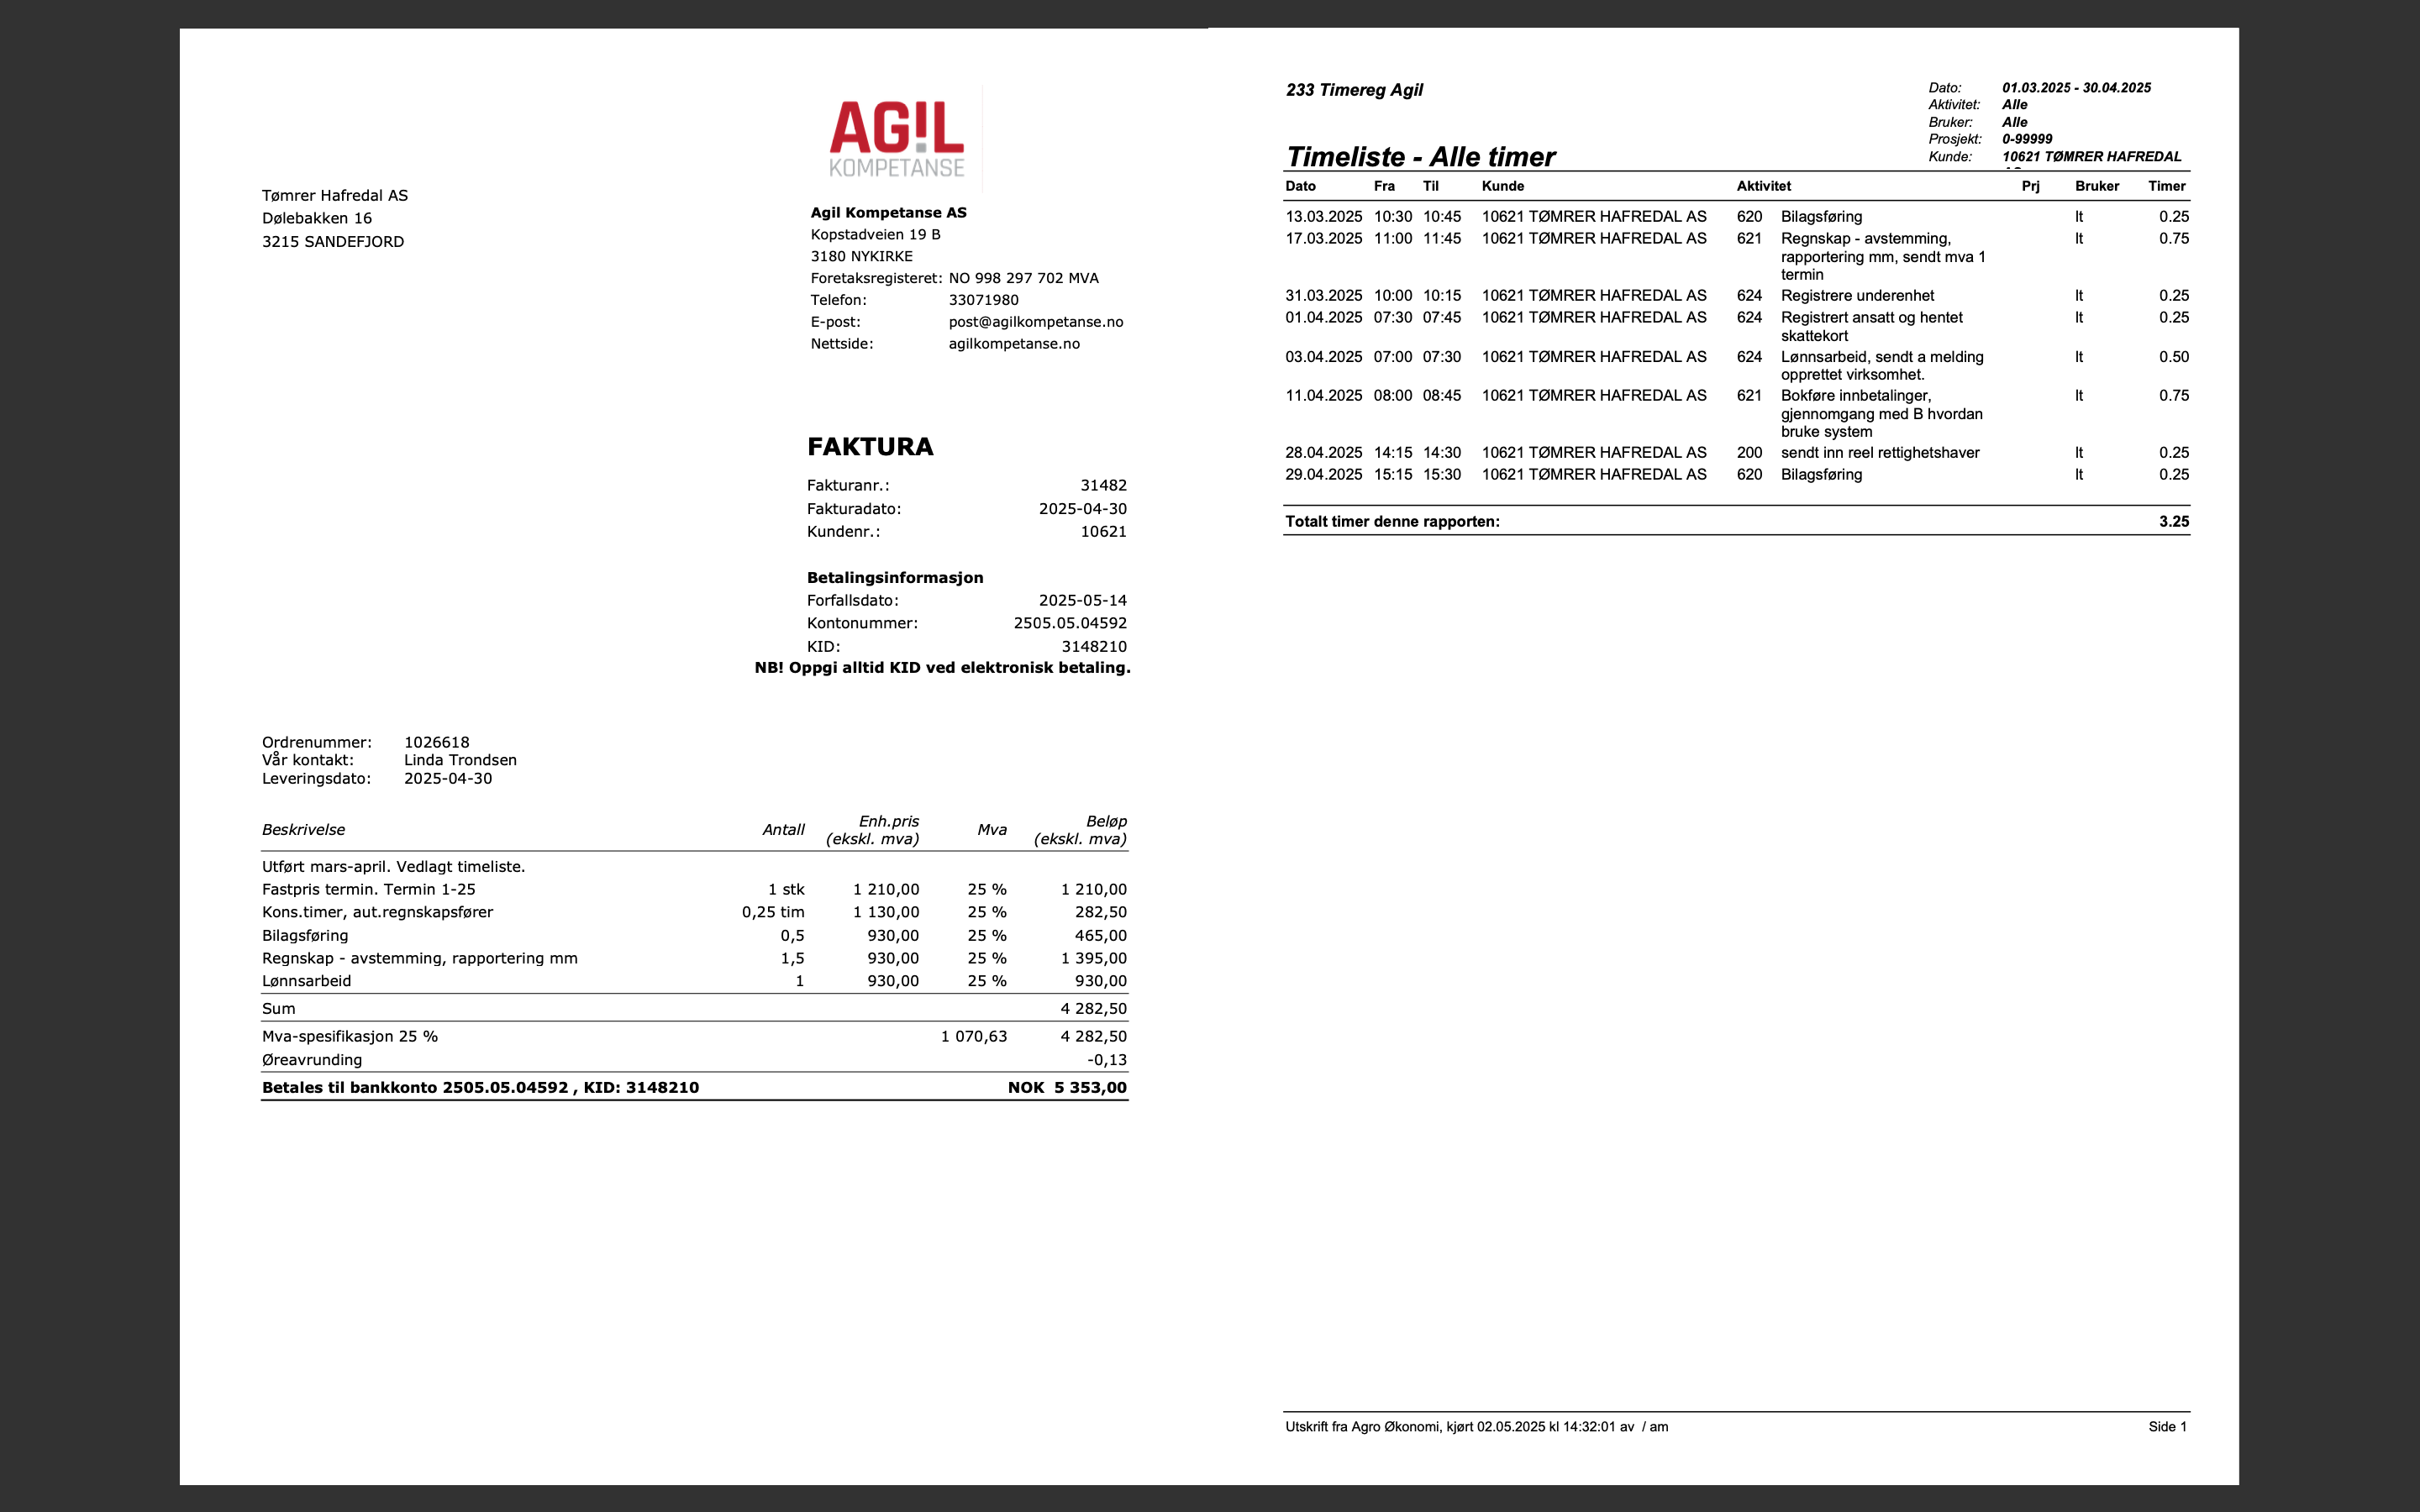 AG!L
KOMPETANSE
Tømrer Hafredal AS
Dølebakken 16
3215 SANDEFJORD
Agil Kompetanse AS
Kopstadveien 19 B
3180 NYKIRKE
Foretaksregisteret: NO 998 297 702 MVA
Telefon: 33071980
E-post: post@agilkompetanse.no
Nettside: agilkompetanse.no
FAKTURA
Fakturanr.: 31482
Fakturadato: 2025-04-30
Kundenr.: 10621
Betalingsinformasjon
Forfallsdato: 2025-05-14
Kontonummer: 2505.05.04592
KID: 3148210
NB! Oppgi alltid KID ved elektronisk betaling.
Ordrenummer: 1026618
Vår kontakt: Linda Trondsen
Leveringsdato: 2025-04-30
Beskrivelse Antall Enh.pris (ekskl. mva) Mva Beløp (ekskl. mva)
Utført mars-april. Vedlagt timeliste.
Fastpris termin. Termin 1-25 1 stk 1 210,00 25 % 1 210,00
Kons.timer, aut.regnskapsfører 0,25 tim 1 130,00 25 % 282,50
Bilagsføring 0,5 930,00 25 % 465,00
Regnskap - avstemming, rapportering mm 1,5 930,00 25 % 1 395,00
Lønnsarbeid 1 930,00 25 % 930,00
Sum 4 282,50
Mva-spesifikasjon 25 % 1 070,63 4 282,50
Øreavrunding -0,13
Betales til bankkonto 2505.05.04592 , KID: 3148210 NOK 5 353,00
233 Timereg Agil
Dato: 01.03.2025 - 30.04.2025
Aktivitet: Alle
Bruker: Alle
Prosjekt: 0-99999
Kunde: 10621 TØMRER HAFREDAL
Timeliste - Alle timer
Dato Fra Til Kunde Aktivitet Prj Bruker Timer
13.03.2025 10:30 10:45 10621 TØMRER HAFREDAL AS 620 Bilagsføring lt 0.25
17.03.2025 11:00 11:45 10621 TØMRER HAFREDAL AS 621 Regnskap - avstemming, lt 0.75
rapportering mm, sendt mva 1
termin
31.03.2025 10:00 10:15 10621 TØMRER HAFREDAL AS 624 Registrere underenhet lt 0.25
01.04.2025 07:30 07:45 10621 TØMRER HAFREDAL AS 624 Registrert ansatt og hentet lt 0.25
skattekort
03.04.2025 07:00 07:30 10621 TØMRER HAFREDAL AS 624 Lønnsarbeid, sendt a melding lt 0.50
opprettet virksomhet.
11.04.2025 08:00 08:45 10621 TØMRER HAFREDAL AS 621 Bokføre innbetalinger, lt 0.75
gjennomgang med B hvordan
bruke system
28.04.2025 14:15 14:30 10621 TØMRER HAFREDAL AS 200 sendt inn reel rettighetshaver lt 0.25
29.04.2025 15:15 15:30 10621 TØMRER HAFREDAL AS 620 Bilagsføring lt 0.25
Totalt timer denne rapporten: 3.25
Utskrift fra Agro Økonomi, kjørt 02.05.2025 kl 14:32:01 av / am Side 1